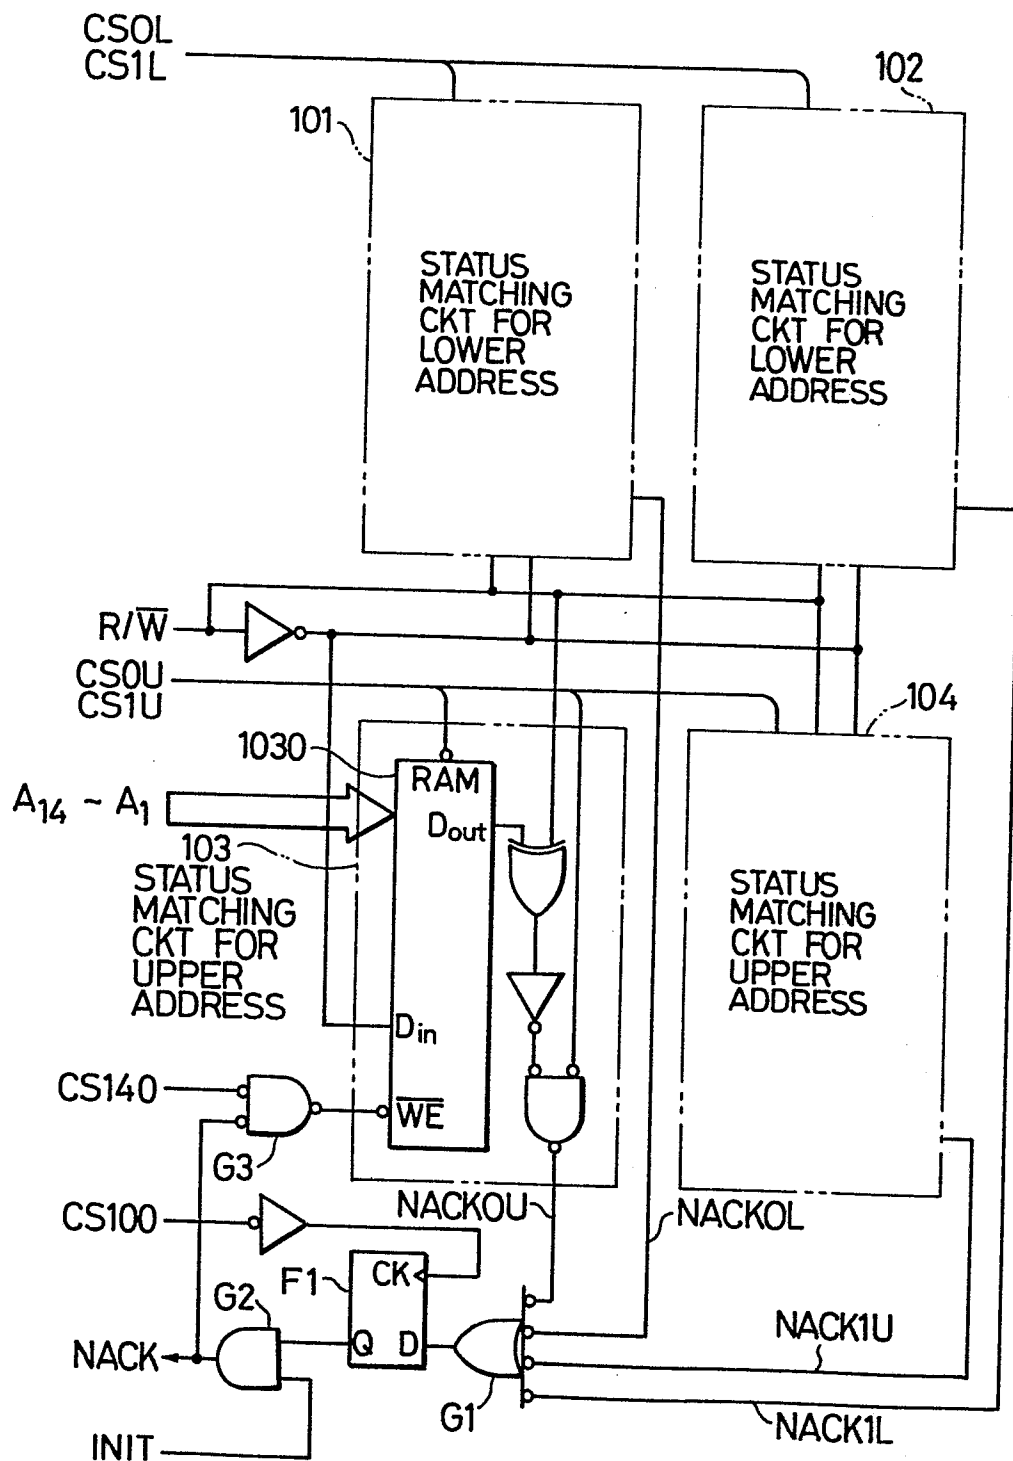 CS0L
CS1L
101
102
STATUS
MATCHING
CKT FOR
LOWER
ADDRESS
STATUS
MATCHING
CKT FOR
LOWER
ADDRESS
R/W̅
CS0U
CS1U
104
1030
RAM
A14 ~ A1
Dout
103
STATUS
MATCHING
CKT FOR
UPPER
ADDRESS
STATUS
MATCHING
CKT FOR
UPPER
ADDRESS
Din
CS140
W̅E̅
G3
NACK0U
NACK0L
CS100
CK
F1
G2
NACK1U
NACK
Q D
G1
NACK1L
INIT